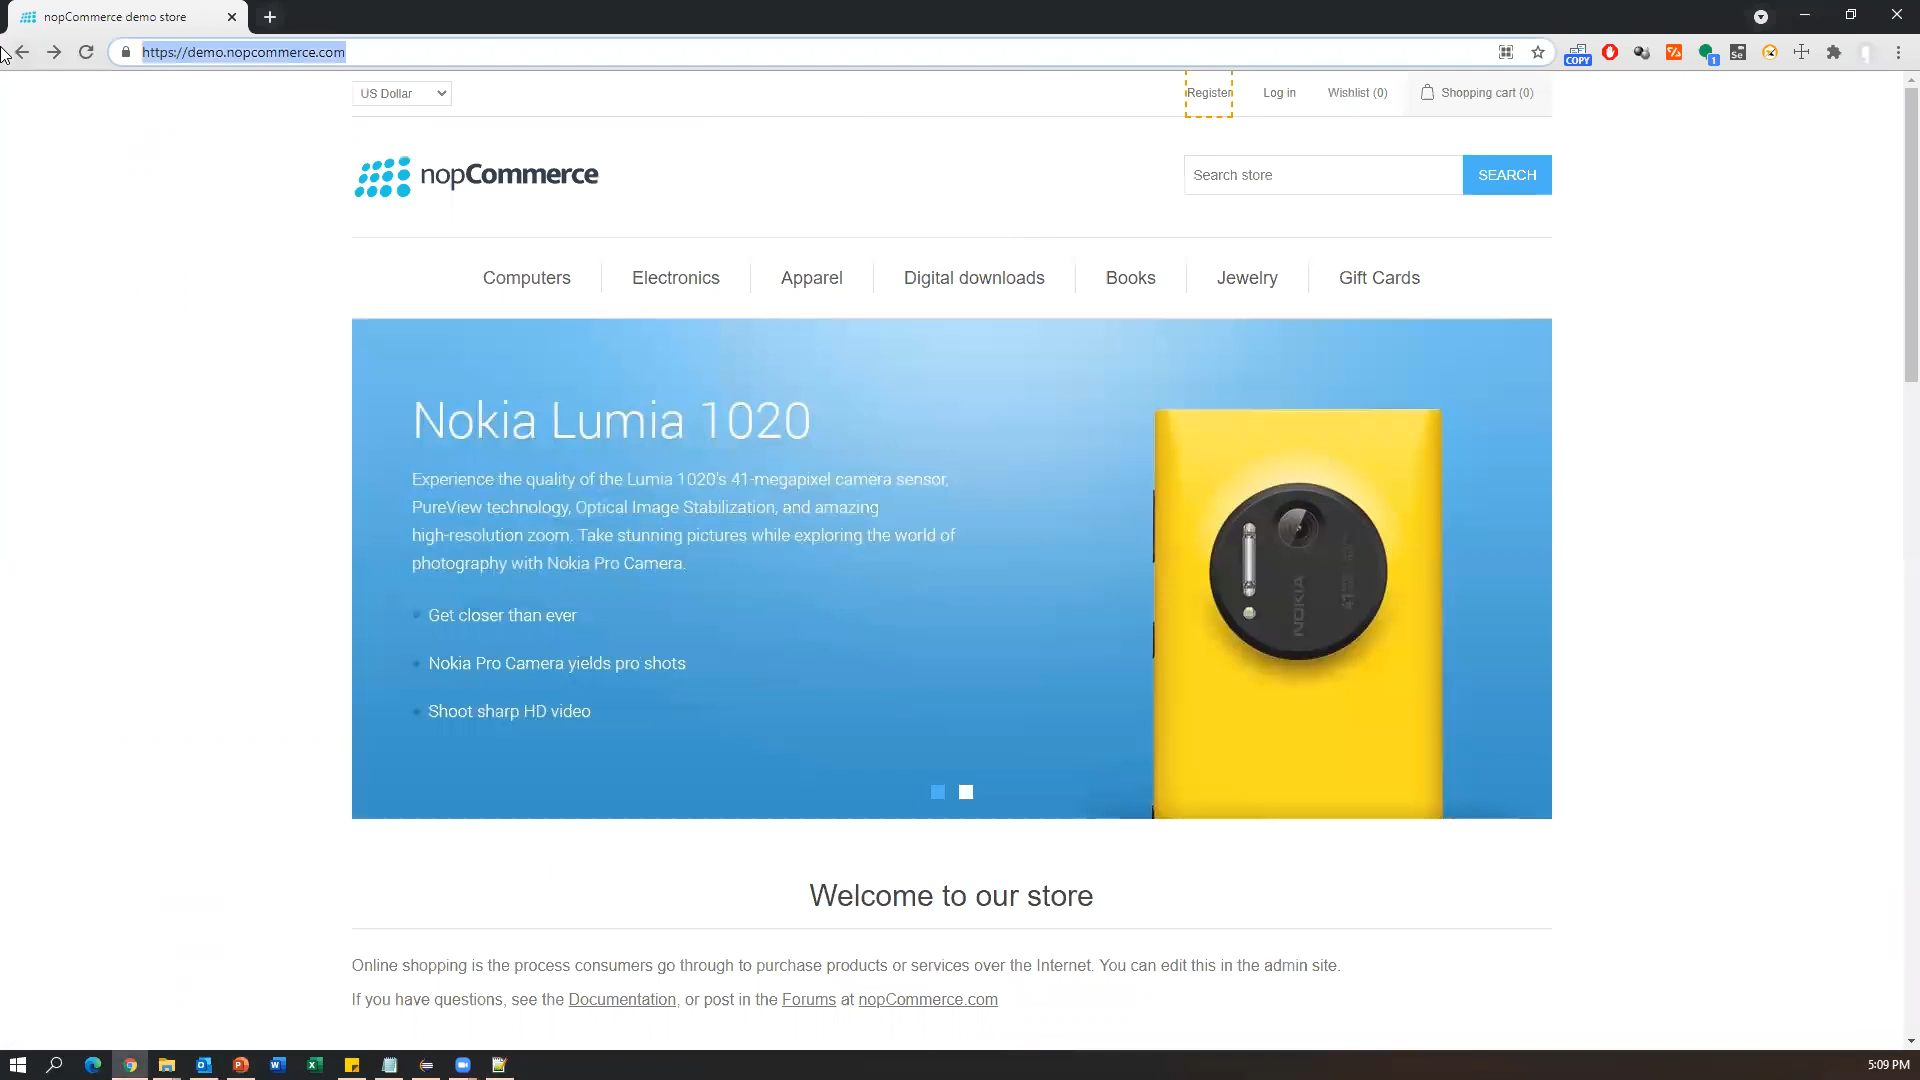 nopCommerce demo store
https://demo.nopcommerce.com
COPY
1
Se
US Dollar
Register
Log in
Wishlist (0)
Shopping cart (0)
nopCommerce
Search store
SEARCH
Computers
Electronics
Apparel
Digital downloads
Books
Jewelry
Gift Cards
Nokia Lumia 1020
Experience the quality of the Lumia 1020's 41-megapixel camera sensor,
PureView technology, Optical Image Stabilization, and amazing
high-resolution zoom. Take stunning pictures while exploring the world of
photography with Nokia Pro Camera.
Get closer than ever
Nokia Pro Camera yields pro shots
Shoot sharp HD video
NOKIA
Welcome to our store
Online shopping is the process consumers go through to purchase products or services over the Internet. You can edit this in the admin site.
If you have questions, see the Documentation, or post in the Forums at nopCommerce.com
5:09 PM